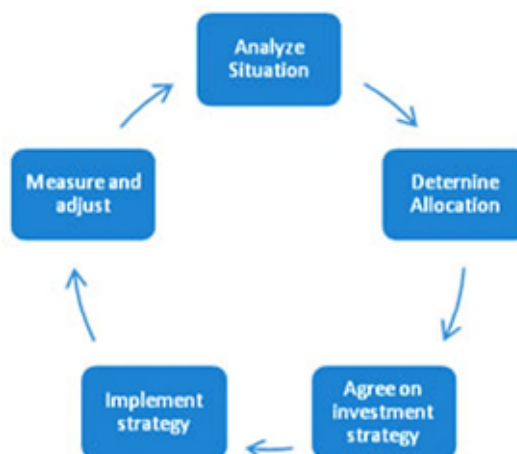 Analyze
Situation
Deternine
Allocation
Agree on
investment
strategy
Implement
strategy
Measure and
adjust